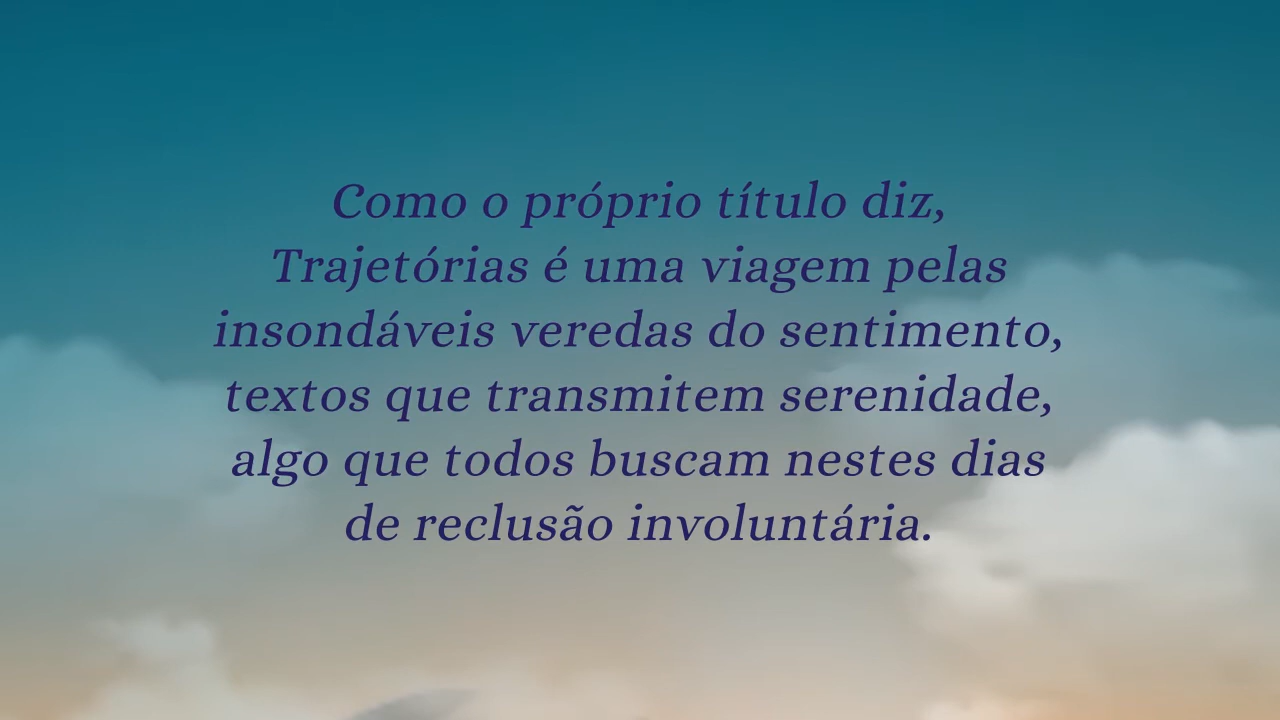 Como o próprio título diz,
Trajetórias é uma viagem pelas
insondáveis veredas do sentimento,
textos que transmitem serenidade,
algo que todos buscam nestes dias
de reclusão involuntária.